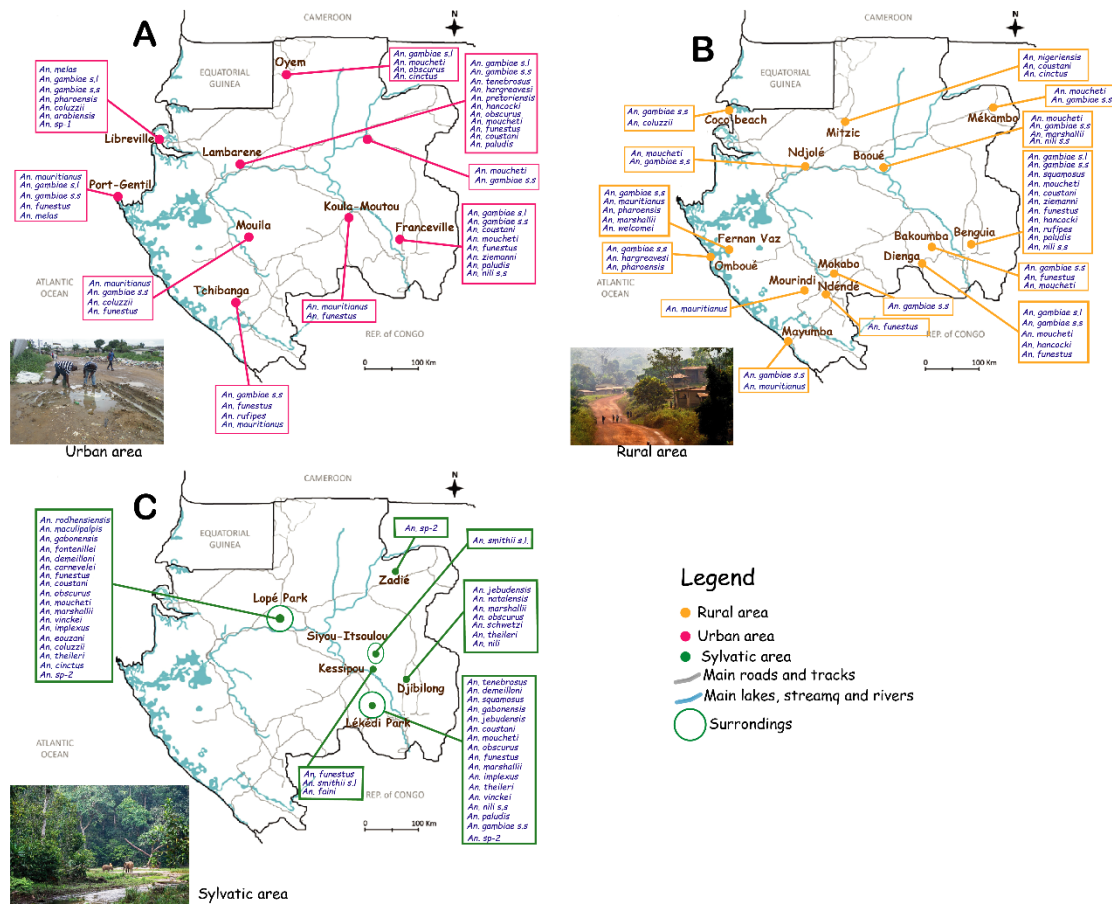 A
CAMEROON
N
EQUATORIAL
GUINEA
Oyem
An. gambiae s.l
An. moucheti
An. obscurus
An. cinctus
An. gambiae s.l
An. gambiae s.s
An. tenebrosus
An. hargreavesi
An. pretoriensis
An. hancocki
An. obscurus
An. moucheti
An. funestus
An. coustani
An. paludis
An. melas
An. gambiae s,l
An. gambiae s,s
An. pharoensis
An. coluzzii
An. arabiensis
An. sp-1
Libreville
Lambarene
An. moucheti
An. gambiae s.s
Port-Gentil
An. mauritianus
An. gambiae s.l
An. gambiae s.s
An. funestus
An. melas
Mouila
Koula-Moutou
Franceville
An. gambiae s,l
An. gambiae s.s
An. coustani
An. moucheti
An. funestus
An. ziemanni
An. paludis
An. nili s,s
ATLANTIC
OCEAN
An. mauritianus
An. gambiae s.s
An. coluzzii
An. funestus
Tchibanga
An. mauritianus
An. funestus
REP. of CONGO
0 100 Km
An. gambiae s,s
An. funestus
An. rufipes
An. mauritianus
Urban area
B
CAMEROON
N
EQUATORIAL
GUINEA
An. nigeriensis
An. coustani
An. cinctus
An. moucheti
An. gambiae s.s
Mékambo
An. gambiae s.s
An. coluzzii
Coco beach
Mitzic
An. moucheti
An. gambiae s.s
An. marshallii
An. nili s.s
An. moucheti
An. gambiae s.s
Ndjolé
Booué
An. gambiae s.s
An. gambiae s.l
An. squamosus
An. moucheti
An. coustani
An. ziemanni
An. funestus
An. hancocki
An. rufipes
An. paludis
An. nili s.s
An. gambiae s,s
An. mauritianus
An. pharoensis
An. marshallii
An. welcomei
Fernan Vaz
An. gambiae s.s
An. hargreavesi
An. pharoensis
Omboué
Bakoumba
Benguia
Dienga
An. gambiae s.s
An. funestus
An. moucheti
ATLANTIC
OCEAN
Mokabo
Mourindi
Ndéndé
An. mauritianus
An. gambiae s.s
An. funestus
REP. of CONGO
An. gambiae s,l
An. gambiae s.s
An. moucheti
An. hancocki
An. funestus
Mayumba
0 100 Km
An. gambiae s.s
An. mauritianus
Rural area
C
CAMEROON
N
EQUATORIAL
GUINEA
An. rodhensiensis
An. maculipalpis
An. gabonensis
An. fontenillei
An. demeilloni
An. carnevelei
An. funestus
An. coustani
An. obscurus
An. moucheti
An. marshallii
An. vinckei
An. implexus
An. eouzani
An. coluzzii
An. theileri
An. cinctus
An. sp-2
An. sp-2
An. smithii s.l.
Zadié
Lopé Park
An. jebudensis
An. natalensis
An. marshallii
An. obscurus
An. schwetzi
An. theileri
An. nili
Siyou-Itsoulou
Kessipou
Djibilong
Lékédi Park
An. tenebrosus
An. demeilloni
An. squamosus
An. gabonensis
An. jebudensis
An. coustani
An. moucheti
An. obscurus
An. funestus
An. marshallii
An. implexus
An. theileri
An. vinckei
An. nili s,s
An. paludis
An. gambiae s.s
An. sp-2
ATLANTIC
OCEAN
An, funestus
An. smithii s.l
An. faini
REP. of CONGO
0 100 Km
Sylvatic area
Legend
Rural area
Urban area
Sylvatic area
Main roads and tracks
Main lakes, streamq and rivers
Surrondings